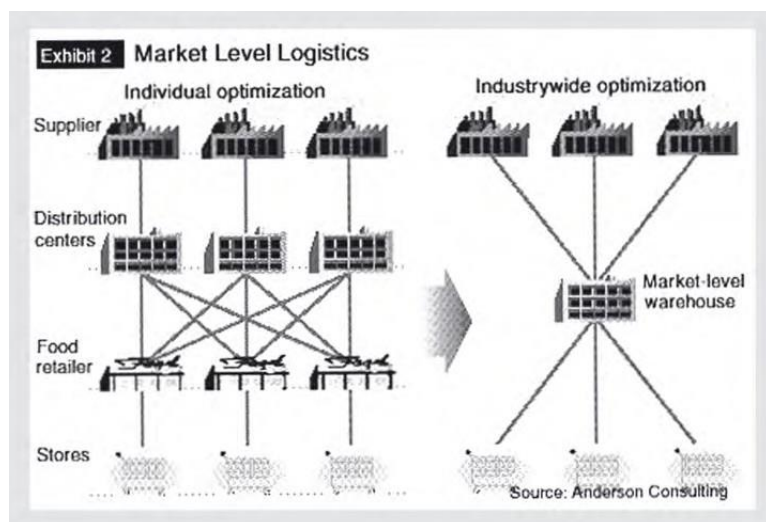 Exhibit 2 Market Level Logistics
Individual optimization
Industrywide optimization
Supplier
Distribution
centers
Market-level
warehouse
Food
retailer
Stores
Source: Anderson Consulting